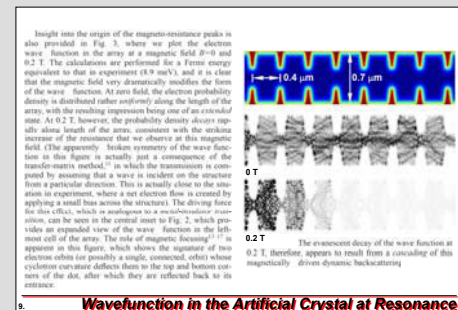 Insight into the origin of the magneto-resistance peaks is
also provided in Fig. 3, where we plot the electron
wave function in the array at a magnetic field B=0 and
0.2 T. The calculations are performed for a Fermi energy
equivalent to that in experiment (8.9 meV), and it is clear
that the magnetic field very dramatically modifies the form
of the wave function. At zero field, the electron probability
density is distributed rather uniformly along the length of the
array, with the resulting impression being one of an extended
state. At 0.2 T, however, the probability density decays rap-
idly along length of the array, consistent with the striking
increase of the resistance that we observe at this magnetic
field. (The apparently broken symmetry of the wave func-
tion in this figure is actually just a consequence of the
transfer-matrix method, in which the transmission is com-
puted by assuming that a wave is incident on the structure
from a particular direction. This is actually close to the situ-
ation in experiment, where a net electron flow is created by
applying a small bias across the structure). The driving force
for this effect, which is analogous to a metal-insulator tran-
sition, can be seen in the central inset to Fig. 2, which pro-
vides an expanded view of the wave function in the left-
most cell of the array. The role of magnetic focusing is
apparent in this figure, which shows the signature of two
electron orbits (or possibly a single, connected, orbit) whose
cyclotron curvature deflects them to the top and bottom cor-
ners of the dot, after which they are reflected back to its
entrance.
0.4 μm
0.7 μm
0 T
0.2 T
The evanescent decay of the wave function at
0.2 T, therefore, appears to result from a cascading of this
magnetically driven dynamic backscattering
9.
Wavefunction in the Artificial Crystal at Resonance